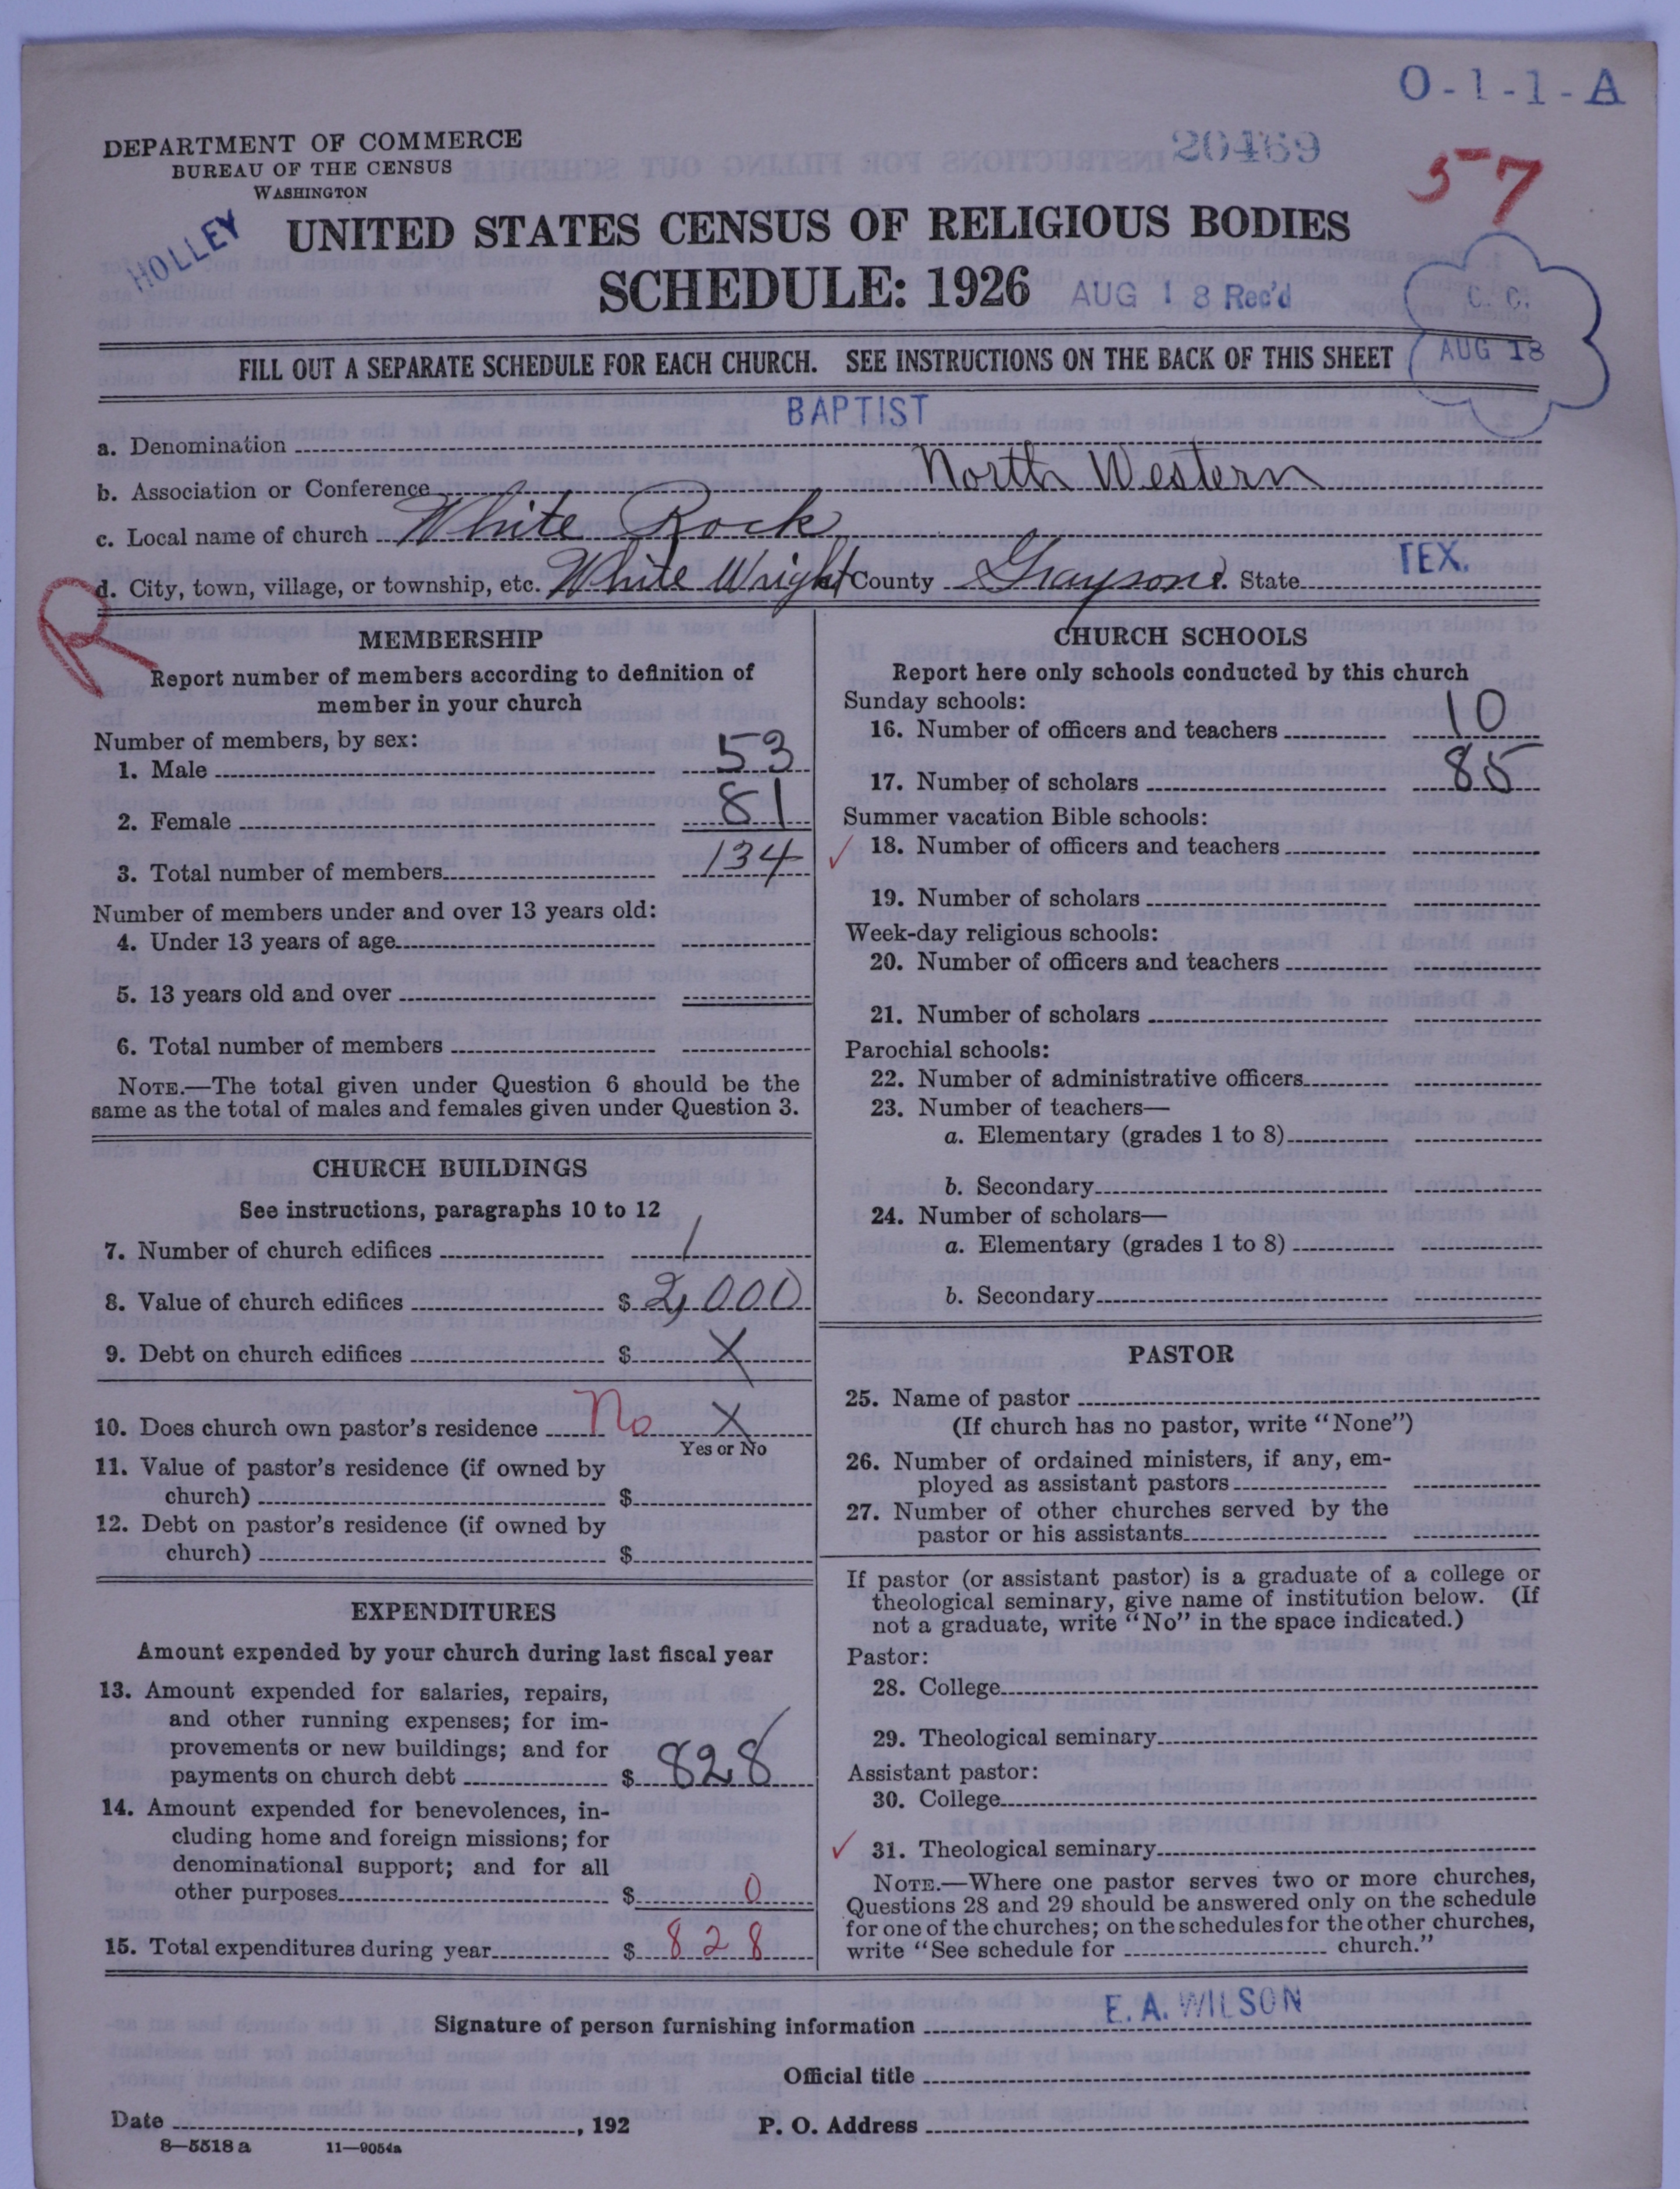 O-1-1-A
DEPARTMENT OF COMMERCE
BUREAU OF THE CENSUS
WASHINGTON
20469
57
HOLLEY
UNITED STATES CENSUS OF RELIGIOUS BODIES
SCHEDULE: 1926
AUG 18 Rec'd
C. C.
AUG 18
FILL OUT A SEPARATE SCHEDULE FOR EACH CHURCH. SEE INSTRUCTIONS ON THE BACK OF THIS SHEET
a. Denomination BAPTIST
b. Association or Conference North Western
c. Local name of church White Rock
d. City, town, village, or township, etc. White Wright County Grayson State TEX.
R
MEMBERSHIP
Report number of members according to definition of
member in your church
Number of members, by sex:
1. Male 53
2. Female 81
3. Total number of members 134
Number of members under and over 13 years old:
4. Under 13 years of age
5. 13 years old and over
6. Total number of members
NOTE.—The total given under Question 6 should be the
same as the total of males and females given under Question 3.
CHURCH BUILDINGS
See instructions, paragraphs 10 to 12
7. Number of church edifices 1
8. Value of church edifices $ 2,000
9. Debt on church edifices $ X
10. Does church own pastor's residence No X
Yes or No
11. Value of pastor's residence (if owned by
church) $
12. Debt on pastor's residence (if owned by
church) $
EXPENDITURES
Amount expended by your church during last fiscal year
13. Amount expended for salaries, repairs,
and other running expenses; for im-
provements or new buildings; and for
payments on church debt $ 828
14. Amount expended for benevolences, in-
cluding home and foreign missions; for
denominational support; and for all
other purposes $ 0
15. Total expenditures during year $ 828
CHURCH SCHOOLS
Report here only schools conducted by this church
Sunday schools:
16. Number of officers and teachers 10
17. Number of scholars 85
Summer vacation Bible schools:
18. Number of officers and teachers
19. Number of scholars
Week-day religious schools:
20. Number of officers and teachers
21. Number of scholars
Parochial schools:
22. Number of administrative officers
23. Number of teachers—
a. Elementary (grades 1 to 8)
b. Secondary
24. Number of scholars—
a. Elementary (grades 1 to 8)
b. Secondary
PASTOR
25. Name of pastor
(If church has no pastor, write "None")
26. Number of ordained ministers, if any, em-
ployed as assistant pastors
27. Number of other churches served by the
pastor or his assistants
If pastor (or assistant pastor) is a graduate of a college or
theological seminary, give name of institution below. (If
not a graduate, write "No" in the space indicated.)
Pastor:
28. College
29. Theological seminary
Assistant pastor:
30. College
31. Theological seminary
NOTE.—Where one pastor serves two or more churches,
Questions 28 and 29 should be answered only on the schedule
for one of the churches; on the schedules for the other churches,
write "See schedule for church."
Signature of person furnishing information E. A. WILSON
Official title
Date , 192 P. O. Address
8—5518 a 11—9054a